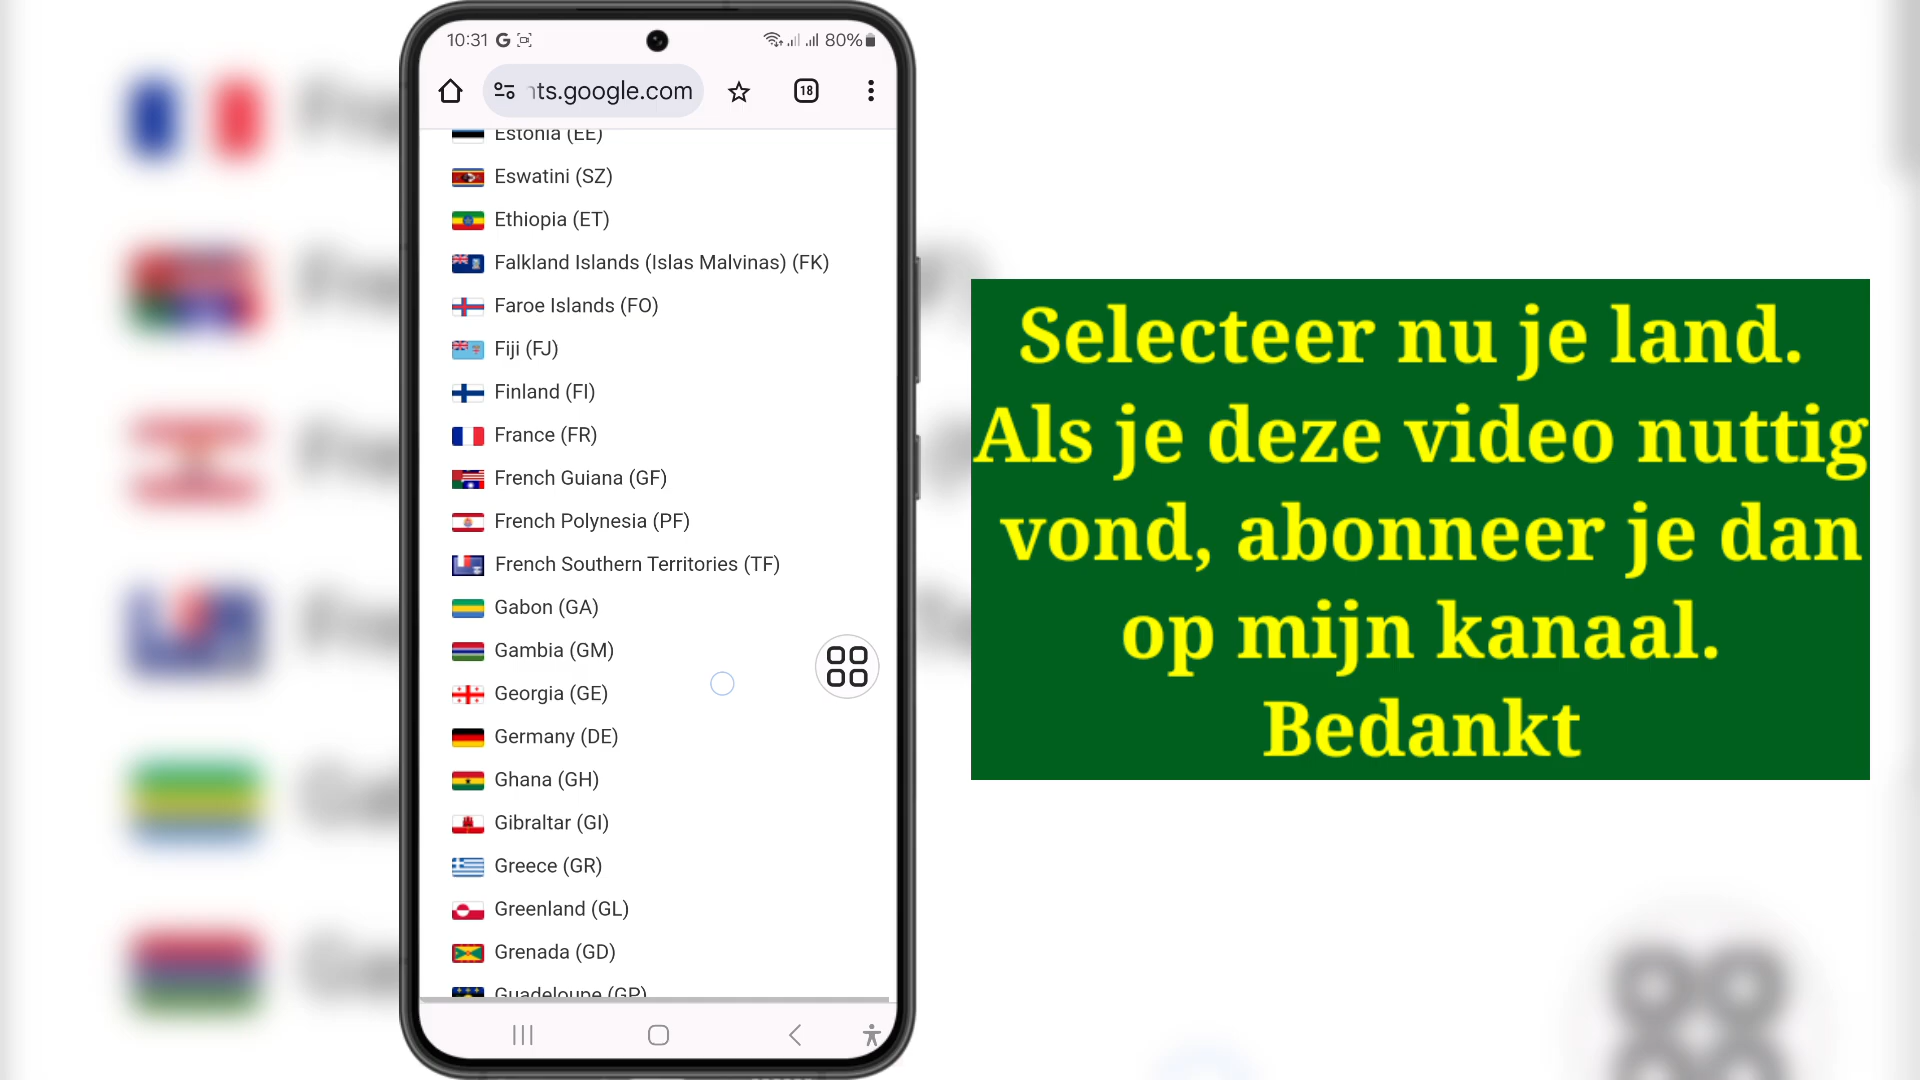 10:31 G 80%
ts.google.com 18
Estonia (EE)
Eswatini (SZ)
Ethiopia (ET)
Falkland Islands (Islas Malvinas) (FK)
Faroe Islands (FO)
Fiji (FJ)
Finland (FI)
France (FR)
French Guiana (GF)
French Polynesia (PF)
French Southern Territories (TF)
Gabon (GA)
Gambia (GM)
Georgia (GE)
Germany (DE)
Ghana (GH)
Gibraltar (GI)
Greece (GR)
Greenland (GL)
Grenada (GD)
Guadeloupe (GP)
Selecteer nu je land.
Als je deze video nuttig
vond, abonneer je dan
op mijn kanaal.
Bedankt